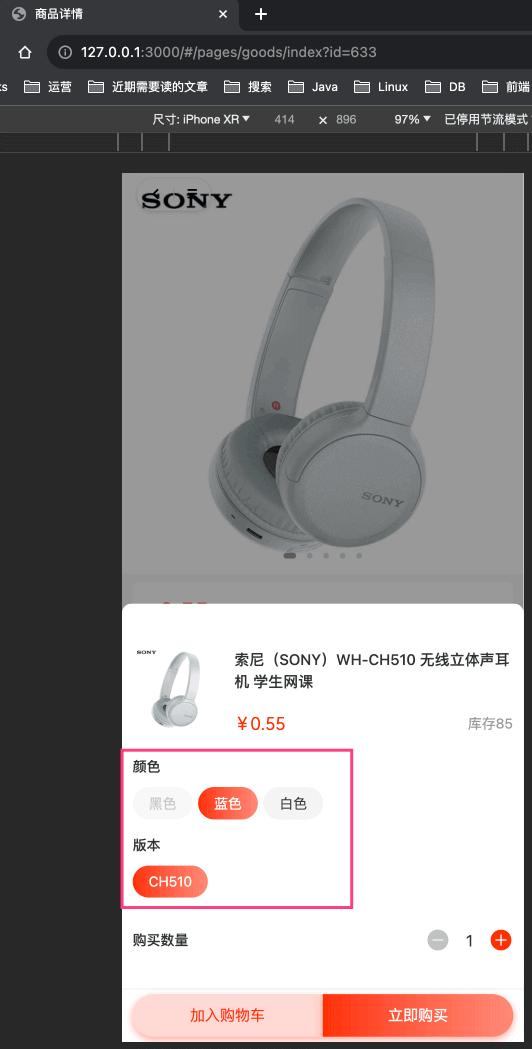 商品详情
127.0.0.1:3000/#/pages/goods/index?id=633
ks 运营 近期需要读的文章 搜索 Java Linux DB 前端
尺寸: iPhone XR 414 × 896 97% 已停用节流模式
SONY
SONY
SONY
索尼（SONY）WH-CH510 无线立体声耳
机 学生网课
￥0.55 库存85
颜色
黑色 蓝色 白色
版本
CH510
购买数量 1
加入购物车 立即购买